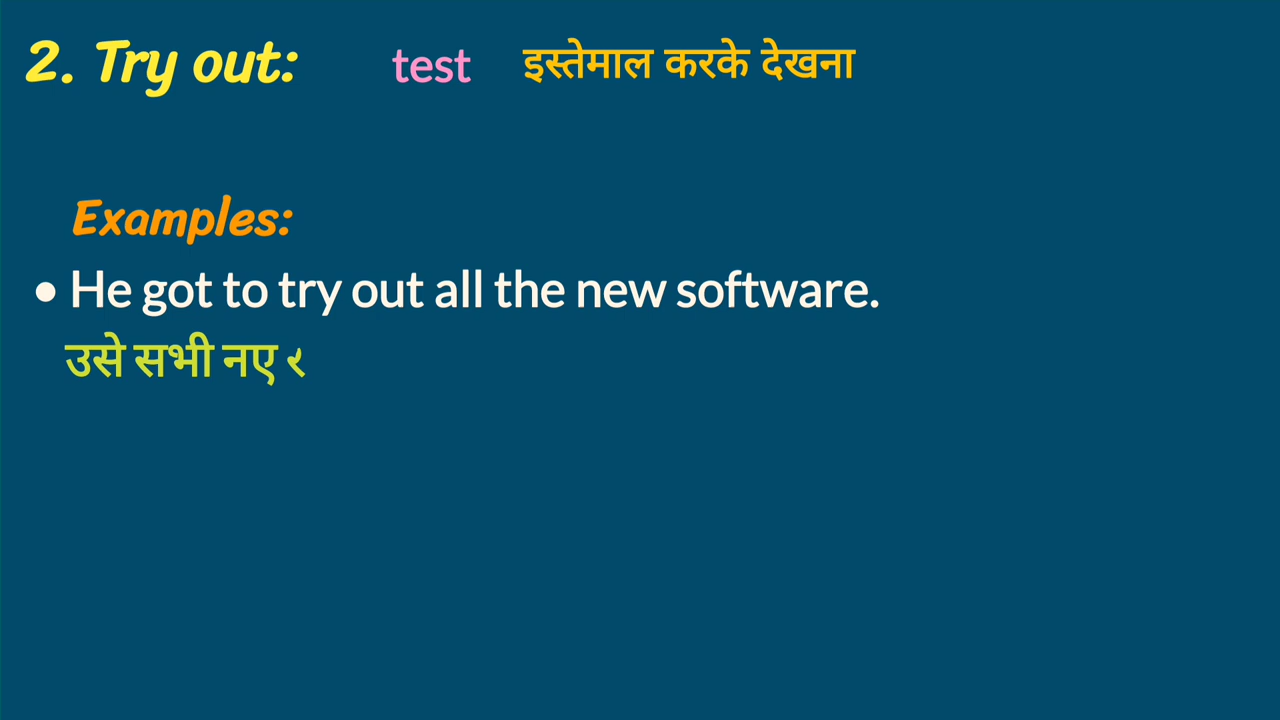 2. Try out: test इस्तेमाल करके देखना
Examples:
• He got to try out all the new software.
उसे सभी नए